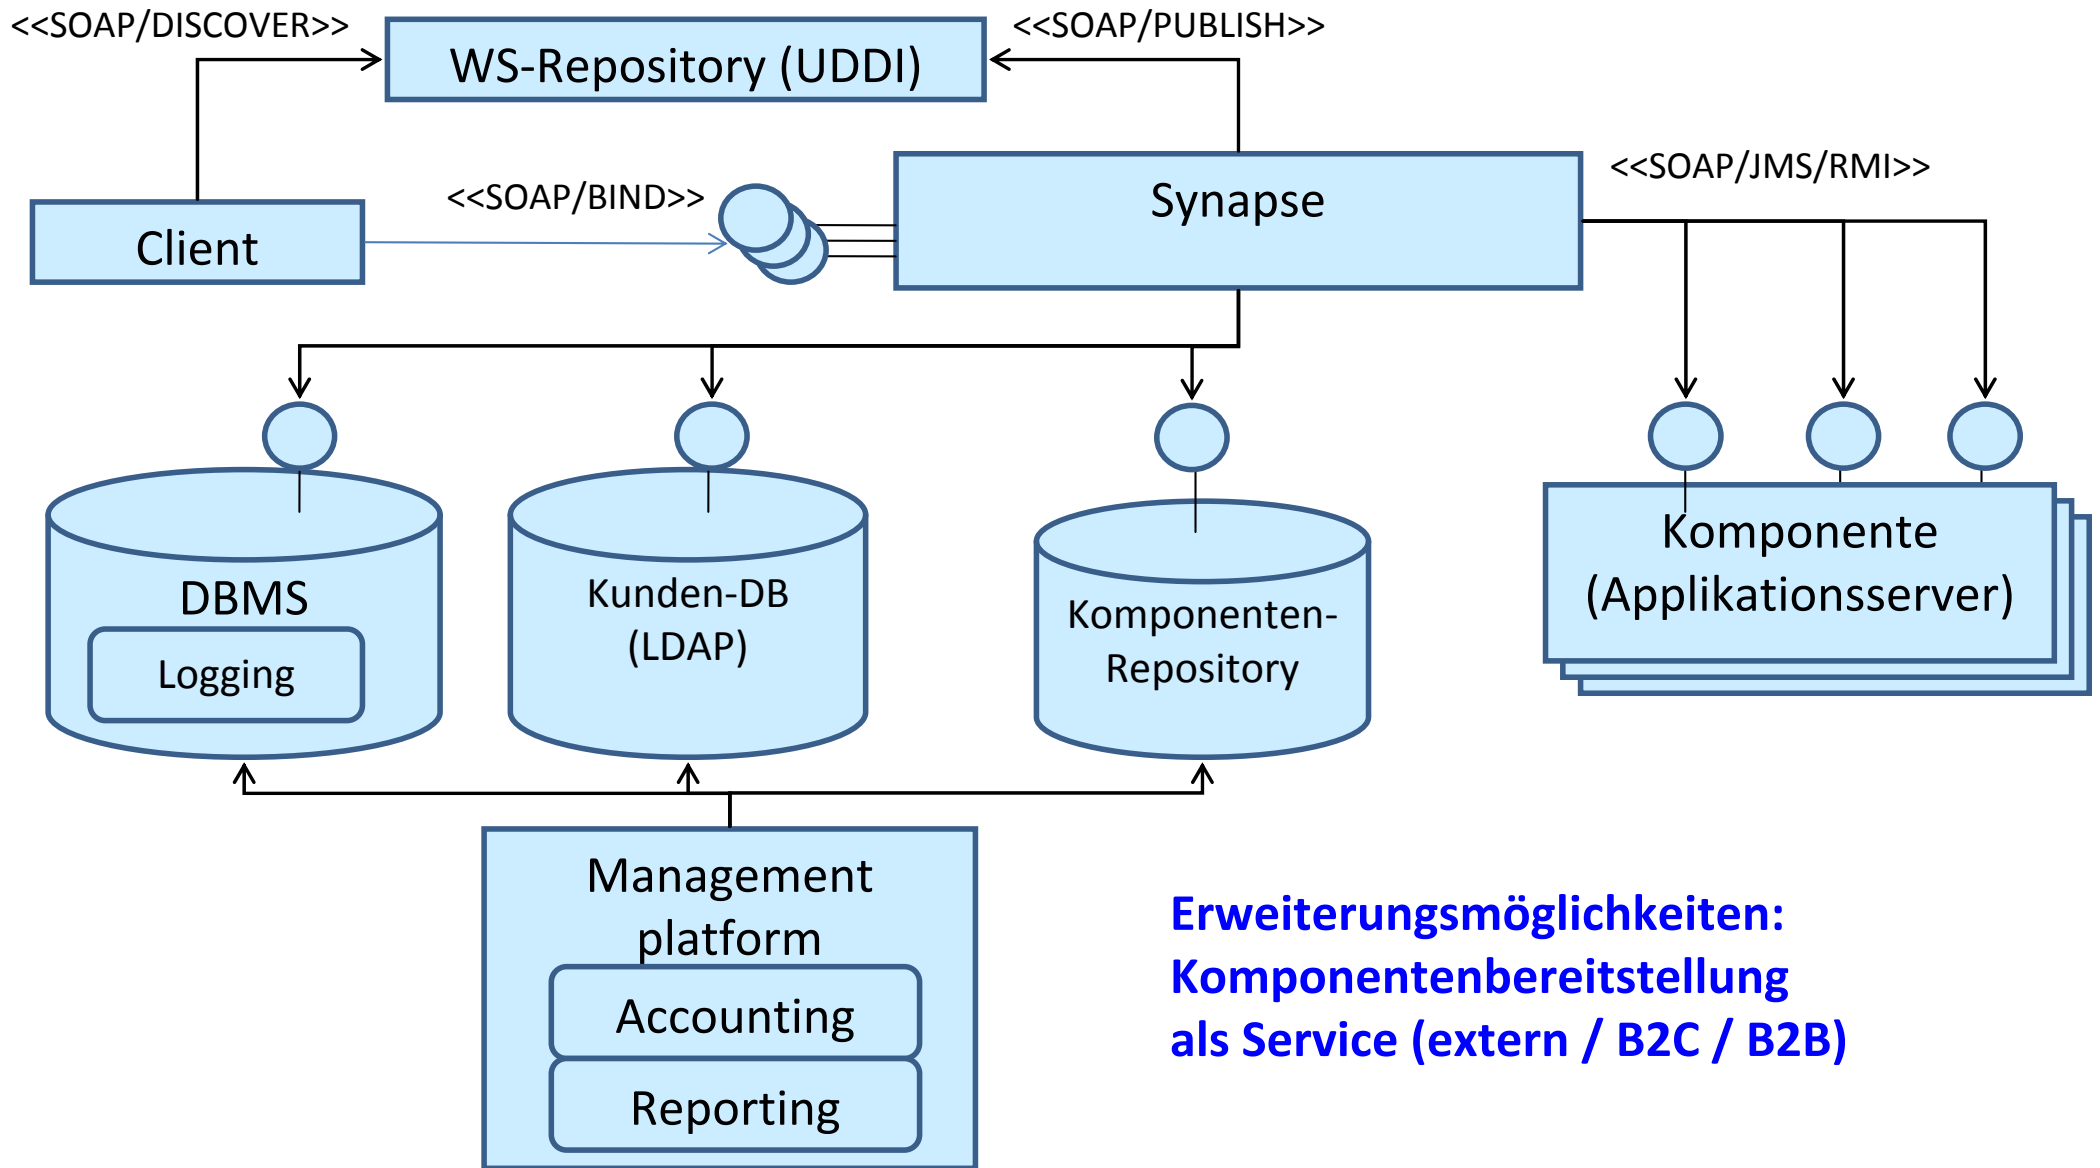 <<SOAP/DISCOVER>>
<<SOAP/PUBLISH>>
WS-Repository (UDDI)
<<SOAP/JMS/RMI>>
<<SOAP/BIND>>
Synapse
Client
Komponente
(Applikationsserver)
DBMS
Logging
Kunden-DB
(LDAP)
Komponenten-
Repository
Management
platform
Accounting
Reporting
Erweiterungsmöglichkeiten:
Komponentenbereitstellung
als Service (extern / B2C / B2B)